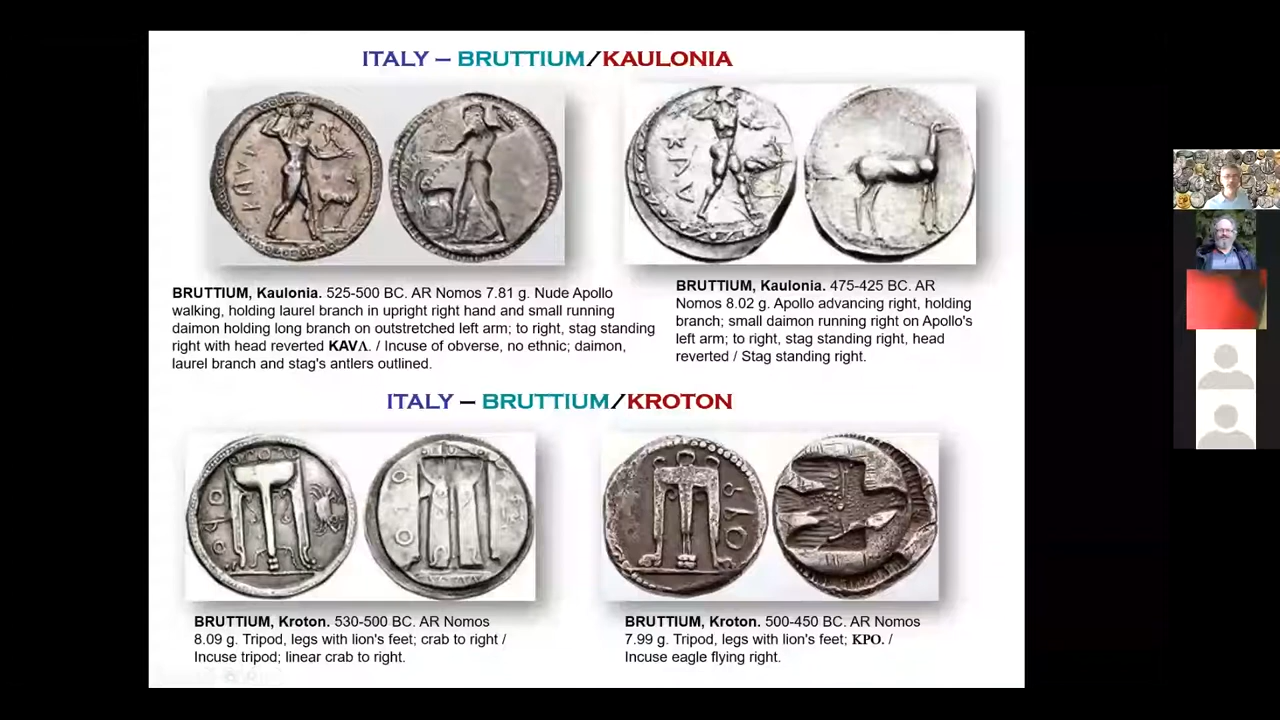 ITALY – BRUTTIUM/KAULONIA
BRUTTIUM, Kaulonia. 525-500 BC. AR Nomos 7.81 g. Nude Apollo
walking, holding laurel branch in upright right hand and small running
daimon holding long branch on outstretched left arm; to right, stag standing
right with head reverted KAVΛ. / Incuse of obverse, no ethnic; daimon,
laurel branch and stag's antlers outlined.
BRUTTIUM, Kaulonia. 475-425 BC. AR
Nomos 8.02 g. Apollo advancing right, holding
branch; small daimon running right on Apollo's
left arm; to right, stag standing right, head
reverted / Stag standing right.
ITALY – BRUTTIUM/KROTON
BRUTTIUM, Kroton. 530-500 BC. AR Nomos
8.09 g. Tripod, legs with lion's feet; crab to right /
Incuse tripod; linear crab to right.
BRUTTIUM, Kroton. 500-450 BC. AR Nomos
7.99 g. Tripod, legs with lion's feet; KPO. /
Incuse eagle flying right.